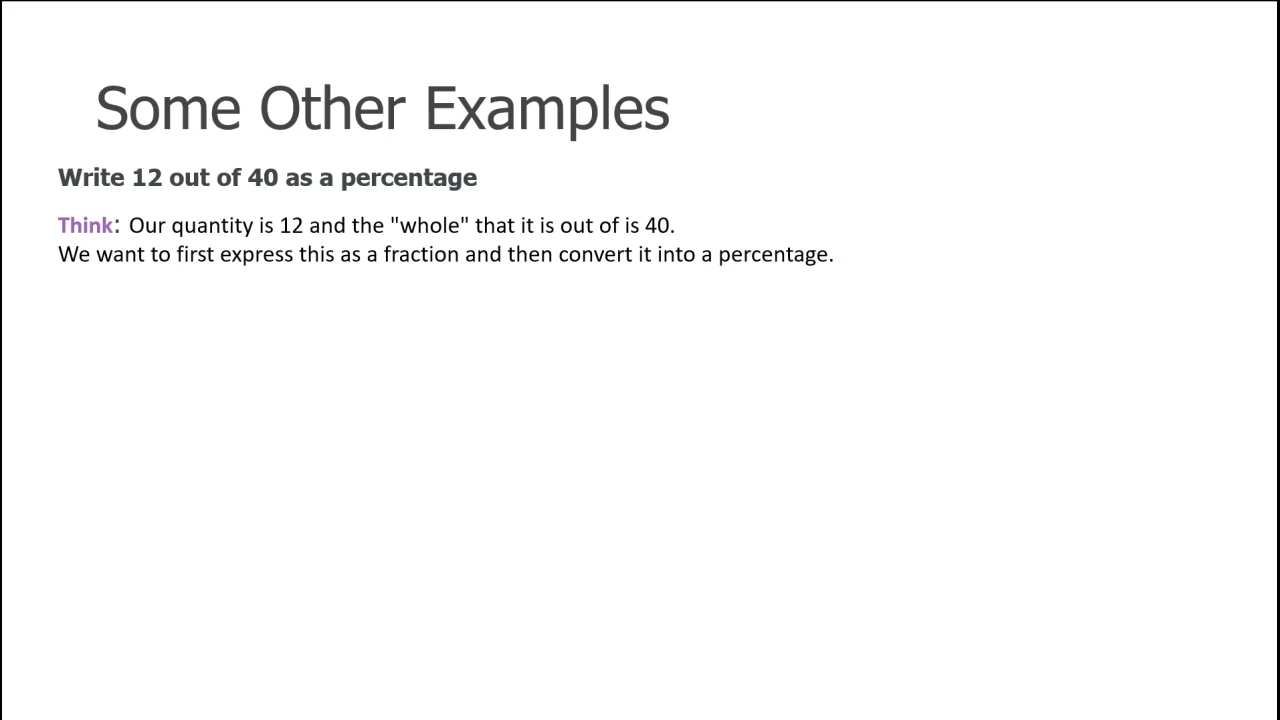 Some Other Examples
Write 12 out of 40 as a percentage
Think: Our quantity is 12 and the "whole" that it is out of is 40.
We want to first express this as a fraction and then convert it into a percentage.